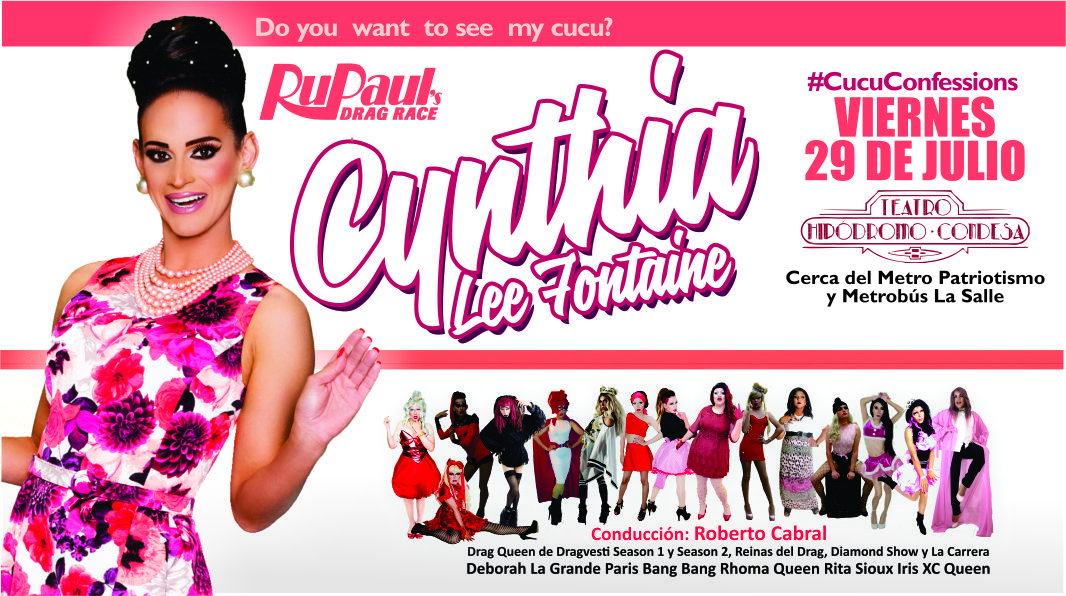 Do you want to see my cucu?
RuPaul's
DRAG RACE
Cynthia
Lee Fontaine
#CucuConfessions
VIERNES
29 DE JULIO
TEATRO
HIPÓDROMO·CONDESA
Cerca del Metro Patriotismo
y Metrobús La Salle
Conducción: Roberto Cabral
Drag Queen de Dragvesti Season 1 y Season 2, Reinas del Drag, Diamond Show y La Carrera
Deborah La Grande Paris Bang Bang Rhoma Queen Rita Sioux Iris XC Queen